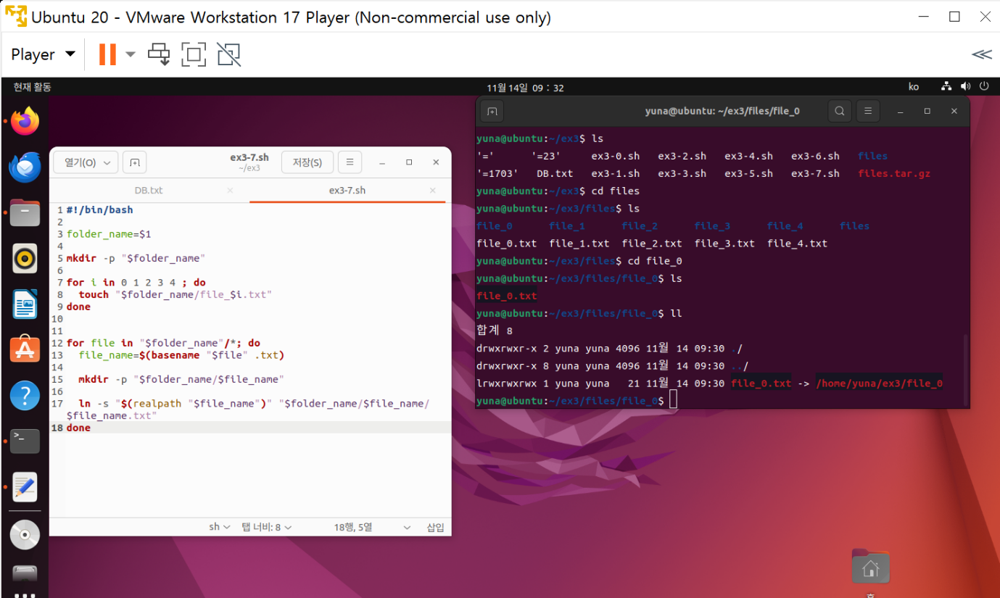 Ubuntu 20 - VMware Workstation 17 Player (Non-commercial use only)
Player
현재 활동
11월 14일 09 : 32
ko
열기(O)
ex3-7.sh
~/ex3
저장(S)
DB.txt
ex3-7.sh
1 #!/bin/bash
2
3 folder_name=$1
4
5 mkdir -p "$folder_name"
6
7 for i in 0 1 2 3 4 ; do
8   touch "$folder_name/file_$i.txt"
9 done
10
11
12 for file in "$folder_name"/*; do
13   file_name=$(basename "$file" .txt)
14
15   mkdir -p "$folder_name/$file_name"
16
17   ln -s "$(realpath "$file_name")" "$folder_name/$file_name/
$file_name.txt"
18 done
sh
탭 너비: 8
18행, 5열
삽입
yuna@ubuntu: ~/ex3/files/file_0
yuna@ubuntu:~/ex3$ ls
'='      '=23'     ex3-0.sh   ex3-2.sh   ex3-4.sh   ex3-6.sh   files
'=1703'   DB.txt   ex3-1.sh   ex3-3.sh   ex3-5.sh   ex3-7.sh   files.tar.gz
yuna@ubuntu:~/ex3$ cd files
yuna@ubuntu:~/ex3/files$ ls
file_0      file_1      file_2      file_3      file_4      files
file_0.txt  file_1.txt  file_2.txt  file_3.txt  file_4.txt
yuna@ubuntu:~/ex3/files$ cd file_0
yuna@ubuntu:~/ex3/files/file_0$ ls
file_0.txt
yuna@ubuntu:~/ex3/files/file_0$ ll
합계 8
drwxrwxr-x 2 yuna yuna 4096 11월 14 09:30 ./
drwxrwxr-x 8 yuna yuna 4096 11월 14 09:30 ../
lrwxrwxrwx 1 yuna yuna   21 11월 14 09:30 file_0.txt -> /home/yuna/ex3/file_0
yuna@ubuntu:~/ex3/files/file_0$